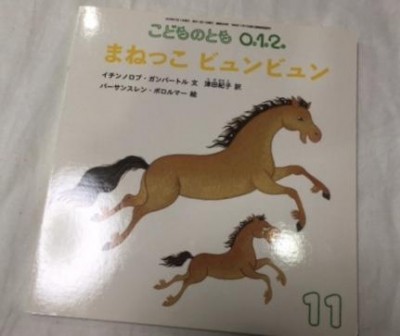 こどものとも 0.1.2.
まねっこ ビュンビュン
イチンノロブ・ガンバートル 文 津田紀子 訳
バーサンスレン・ボロルマー 絵
11